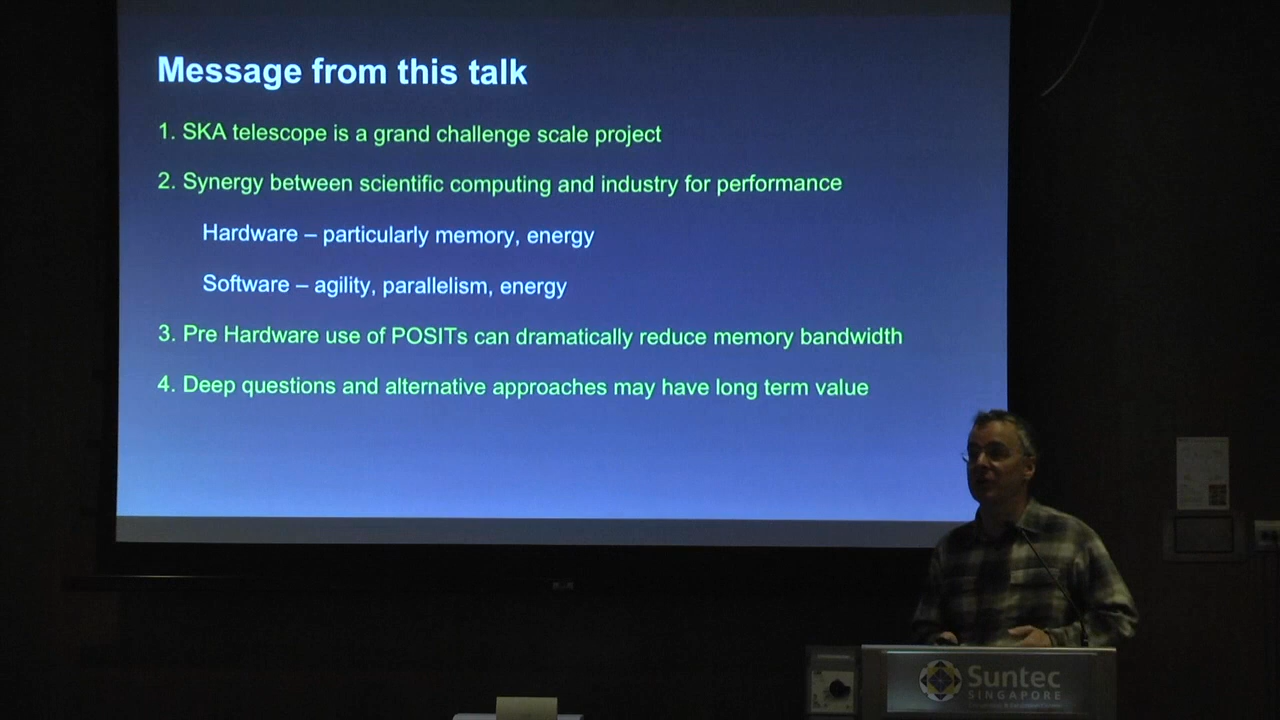 Message from this talk
1. SKA telescope is a grand challenge scale project
2. Synergy between scientific computing and industry for performance
Hardware – particularly memory, energy
Software – agility, parallelism, energy
3. Pre Hardware use of POSITs can dramatically reduce memory bandwidth
4. Deep questions and alternative approaches may have long term value
Suntec
SINGAPORE